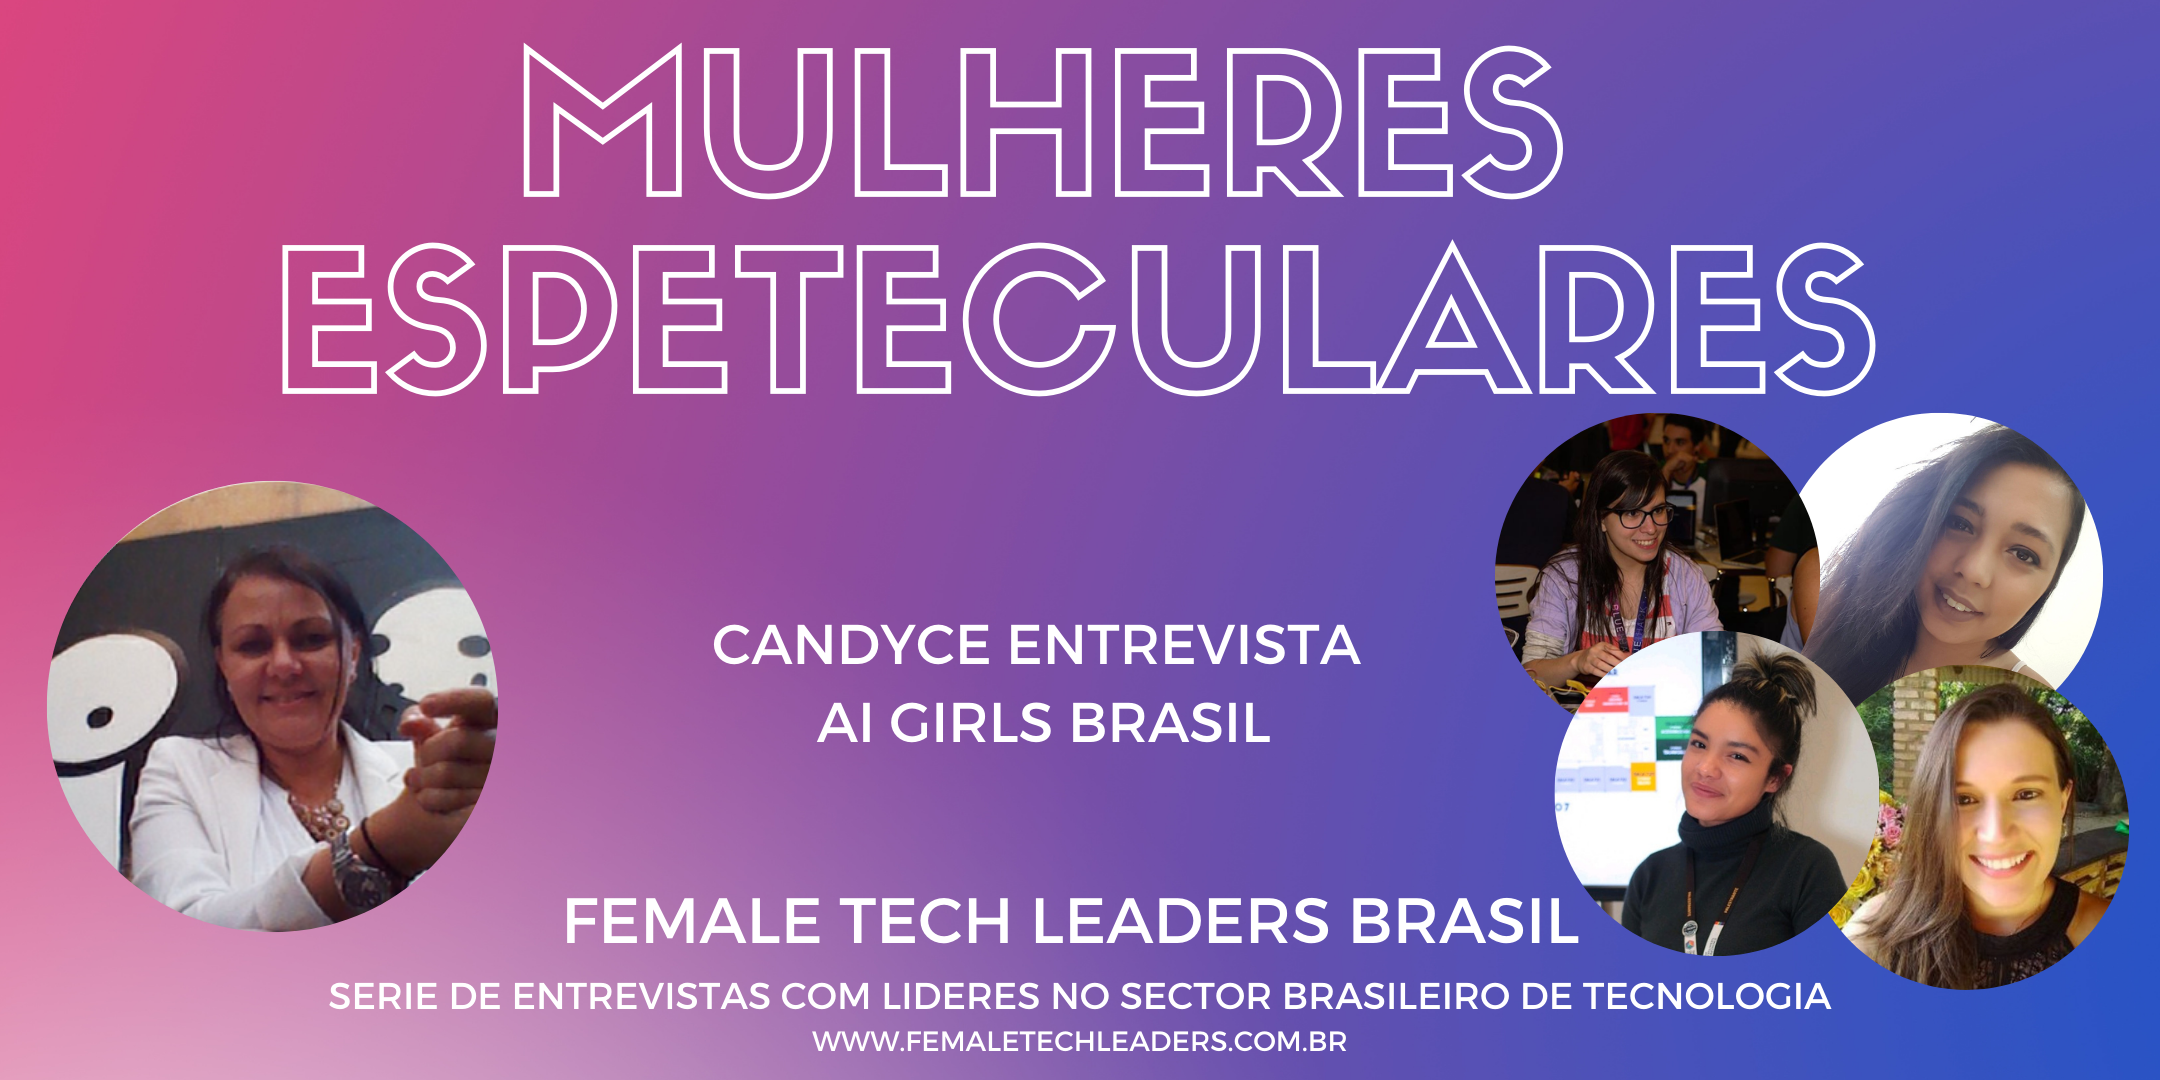 MULHERES
ESPETECULARES
CANDYCE ENTREVISTA
AI GIRLS BRASIL
FEMALE TECH LEADERS BRASIL
SERIE DE ENTREVISTAS COM LIDERES NO SECTOR BRASILEIRO DE TECNOLOGIA
WWW.FEMALETECHLEADERS.COM.BR